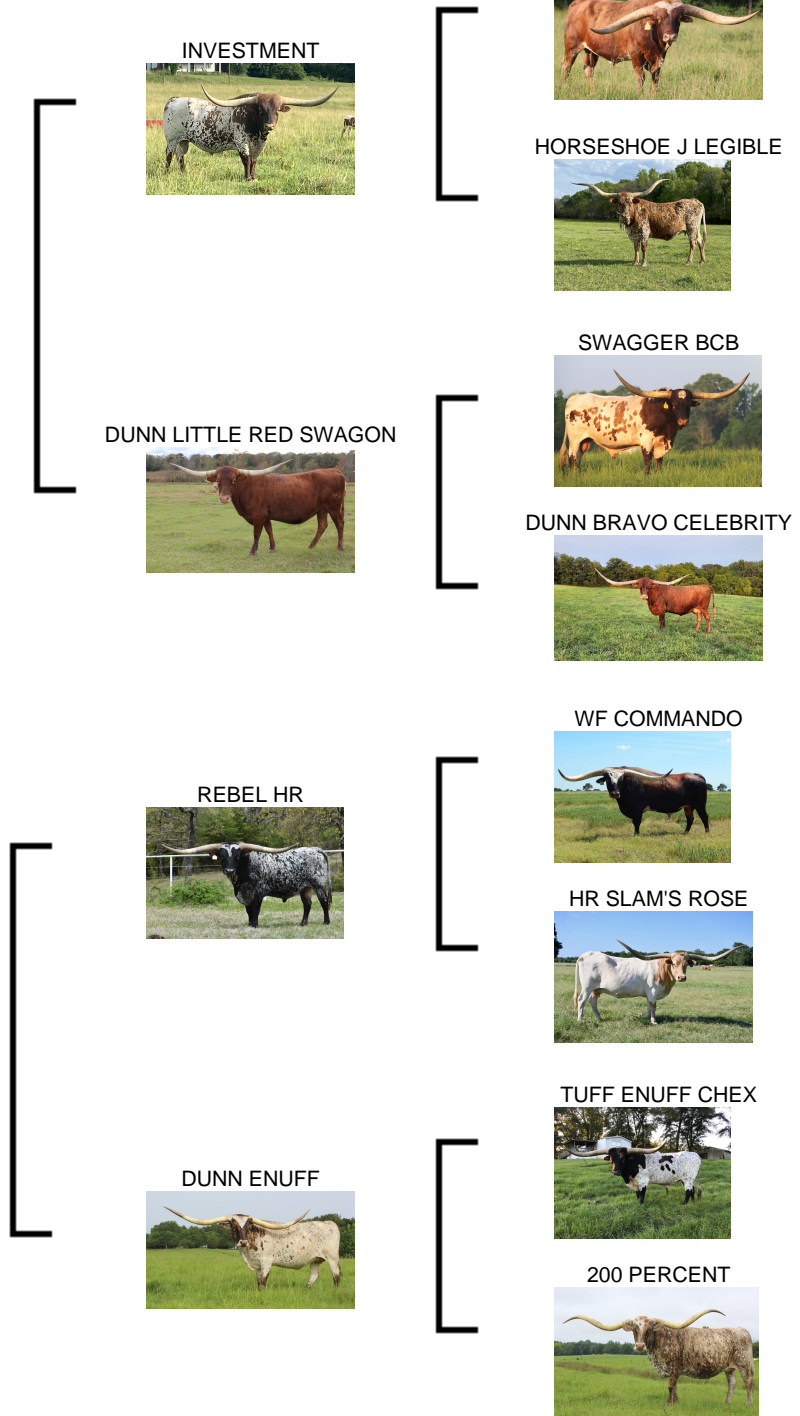 INVESTMENT
HORSESHOE J LEGIBLE
SWAGGER BCB
DUNN LITTLE RED SWAGON
DUNN BRAVO CELEBRITY
WF COMMANDO
REBEL HR
HR SLAM'S ROSE
TUFF ENUFF CHEX
DUNN ENUFF
200 PERCENT